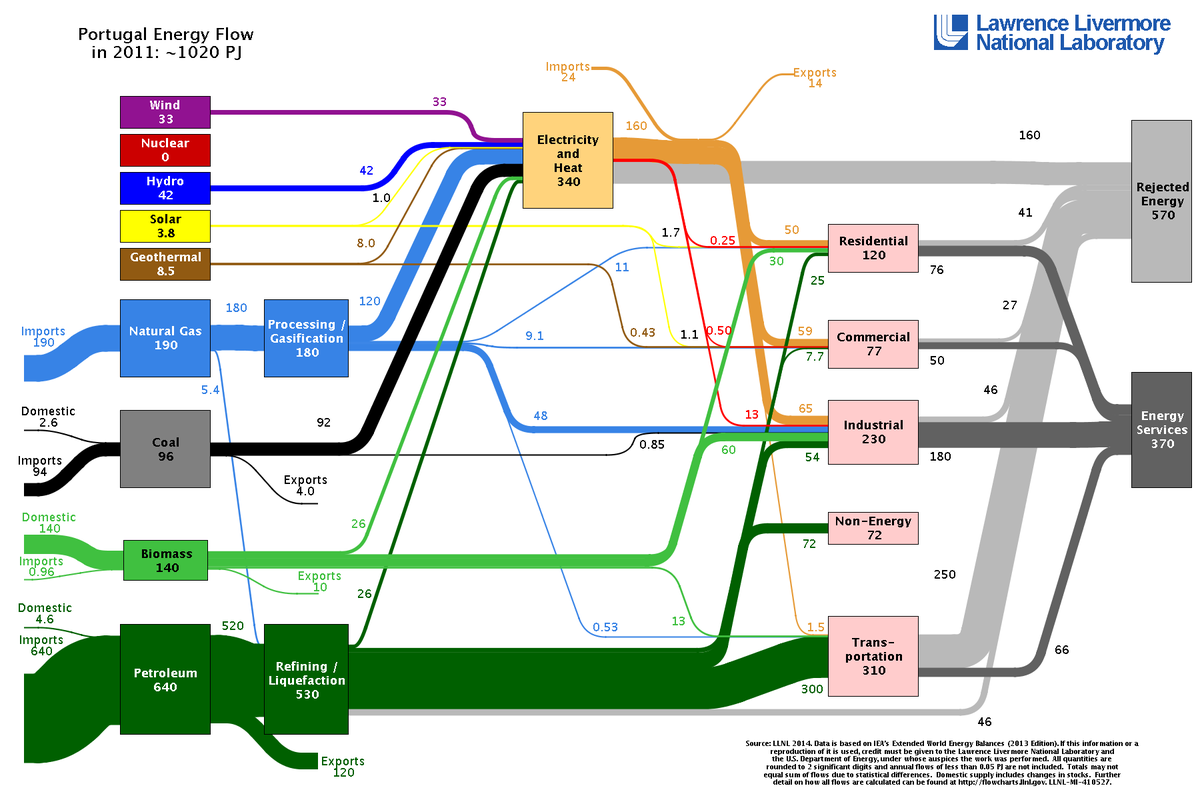 Portugal Energy Flow
in 2011: ~1020 PJ
Lawrence Livermore
National Laboratory
Imports
24
Exports
14
Wind
33
33
Nuclear
0
Hydro
42
42
1.0
Solar
3.8
Geothermal
8.5
8.0
Electricity
and
Heat
340
160
160
Rejected
Energy
570
41
1.7
0.25
50
Residential
120
30
25
76
11
Imports
190
Natural Gas
190
180
Processing /
Gasification
180
120
5.4
9.1
0.43
1.1
0.50
59
Commercial
77
7.7
27
50
46
Domestic
2.6
Imports
94
Coal
96
92
Exports
4.0
48
0.85
13
65
Industrial
230
60
54
180
Energy
Services
370
Domestic
140
Imports
0.96
Biomass
140
26
Exports
10
26
13
Non-Energy
72
72
250
Domestic
4.6
Imports
640
Petroleum
640
520
Refining /
Liquefaction
530
0.53
1.5
Trans-
portation
310
300
66
46
Exports
120
Source: LLNL 2014. Data is based on IEA's Extended World Energy Balances (2013 Edition). If this information or a
reproduction of it is used, credit must be given to the Lawrence Livermore National Laboratory and
the U.S. Department of Energy, under whose auspices the work was performed. All quantities are
rounded to 2 significant digits and annual flows of less than 0.05 PJ are not included. Totals may not
equal sum of flows due to statistical differences. Domestic supply includes changes in stocks. Further
detail on how all flows are calculated can be found at http://flowcharts.llnl.gov. LLNL-MI-410527.